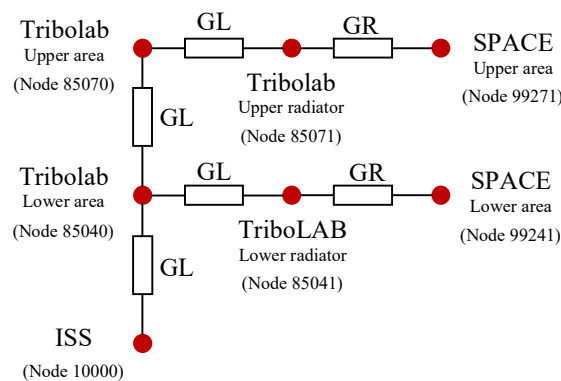 Tribolab
Upper area
(Node 85070)
GL
GR
SPACE
Upper area
(Node 99271)
Tribolab
Upper radiator
(Node 85071)
GL
Tribolab
Lower area
(Node 85040)
GL
GR
SPACE
Lower area
(Node 99241)
TriboLAB
Lower radiator
(Node 85041)
GL
ISS
(Node 10000)